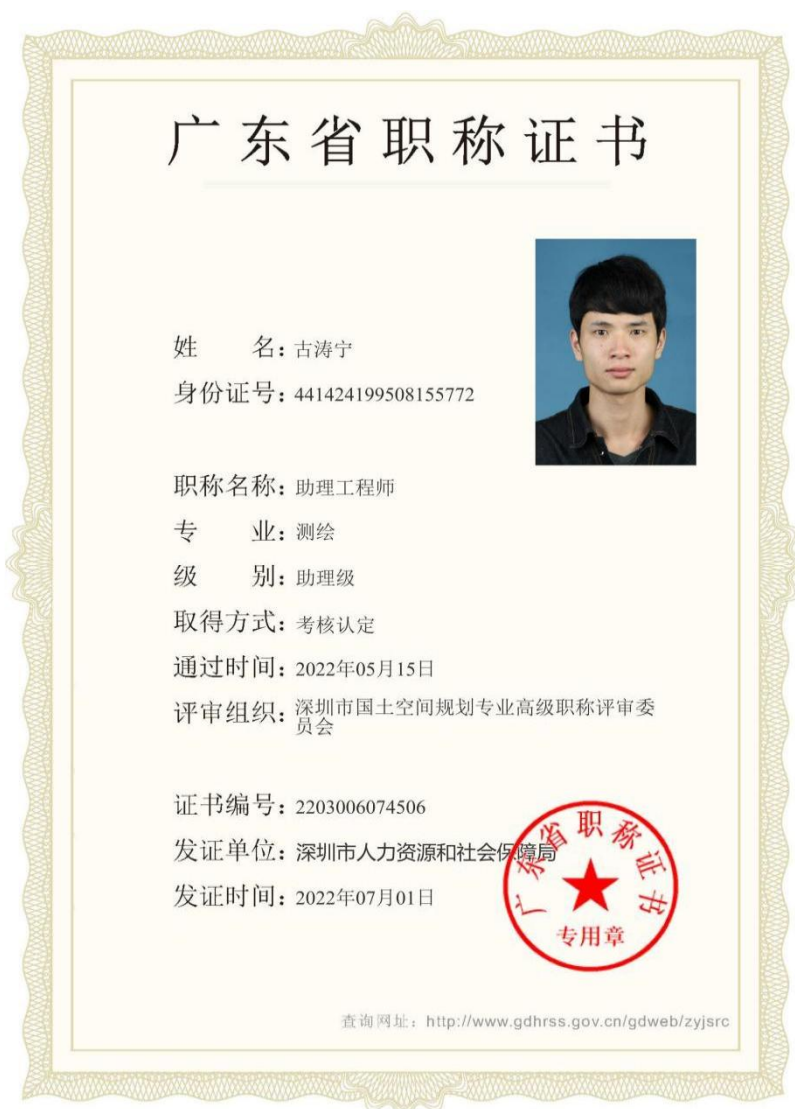 广东省职称证书
姓 名：古涛宁
身份证号：441424199508155772
职称名称：助理工程师
专 业：测绘
级 别：助理级
取得方式：考核认定
通过时间：2022年05月15日
评审组织：深圳市国土空间规划专业高级职称评审委
员会
证书编号：2203006074506
发证单位：深圳市人力资源和社会保障局
发证时间：2022年07月01日
广东省职称证书
专用章
查询网址：http://www.gdhrss.gov.cn/gdweb/zyjsrc